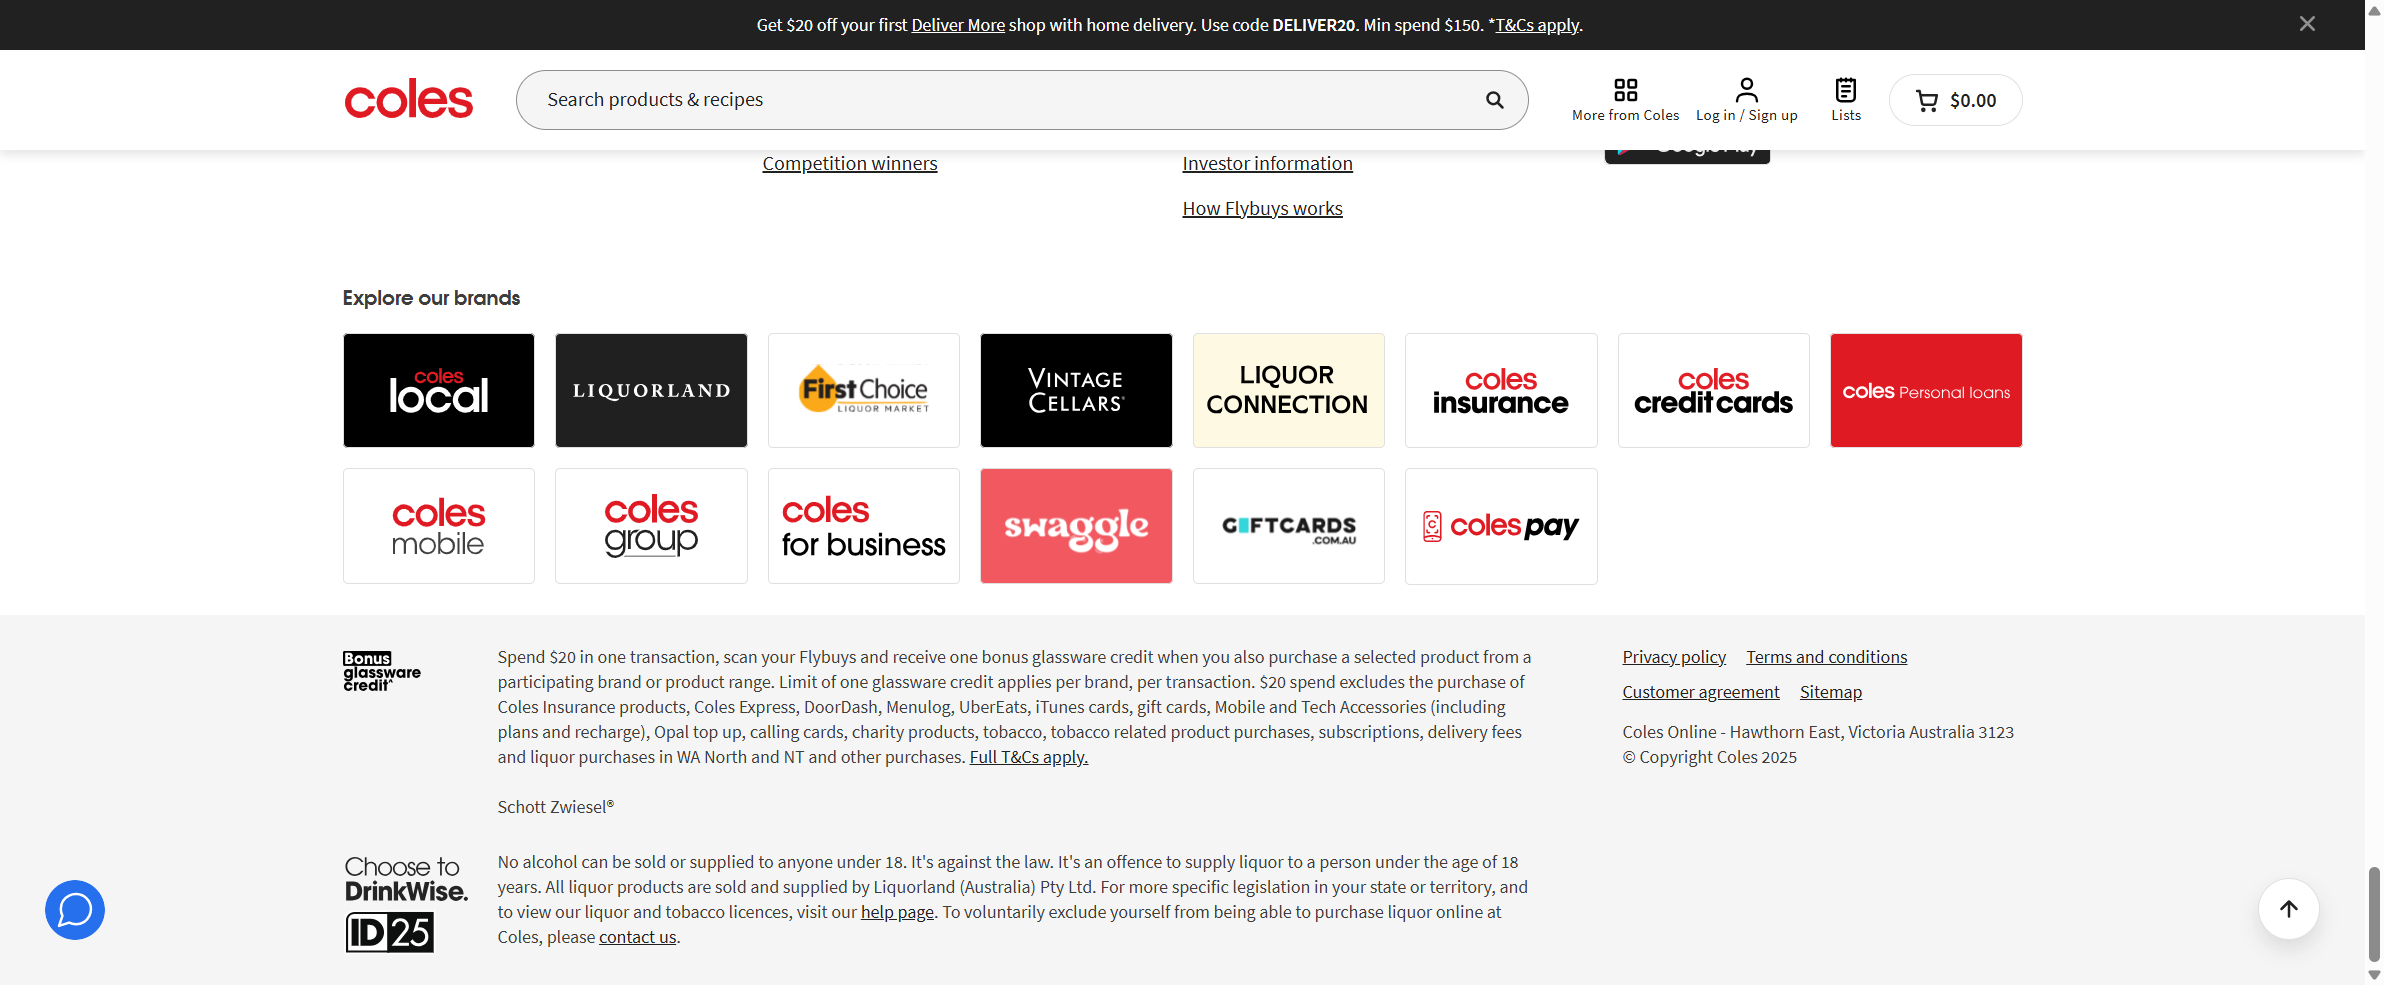 Get $20 off your first Deliver More shop with home delivery. Use code DELIVER20. Min spend $150. *T&Cs apply.
coles
Search products & recipes
More from Coles
Log in / Sign up
Lists
$0.00
Competition winners
Investor information
Google Play
How Flybuys works
Explore our brands
coles
local
LIQUORLAND
First Choice
LIQUOR MARKET
VINTAGE
CELLARS
LIQUOR
CONNECTION
coles
insurance
coles
credit cards
coles Personal loans
coles
mobile
coles
group
coles
for business
swaggle
GIFTCARDS
.COM.AU
coles pay
Bonus
glassware
credit^
Spend $20 in one transaction, scan your Flybuys and receive one bonus glassware credit when you also purchase a selected product from a
participating brand or product range. Limit of one glassware credit applies per brand, per transaction. $20 spend excludes the purchase of
Coles Insurance products, Coles Express, DoorDash, Menulog, UberEats, iTunes cards, gift cards, Mobile and Tech Accessories (including
plans and recharge), Opal top up, calling cards, charity products, tobacco, tobacco related product purchases, subscriptions, delivery fees
and liquor purchases in WA North and NT and other purchases. Full T&Cs apply.
Schott Zwiesel®
Privacy policy
Terms and conditions
Customer agreement
Sitemap
Coles Online - Hawthorn East, Victoria Australia 3123
© Copyright Coles 2025
Choose to
DrinkWise.
ID 25
No alcohol can be sold or supplied to anyone under 18. It's against the law. It's an offence to supply liquor to a person under the age of 18
years. All liquor products are sold and supplied by Liquorland (Australia) Pty Ltd. For more specific legislation in your state or territory, and
to view our liquor and tobacco licences, visit our help page. To voluntarily exclude yourself from being able to purchase liquor online at
Coles, please contact us.